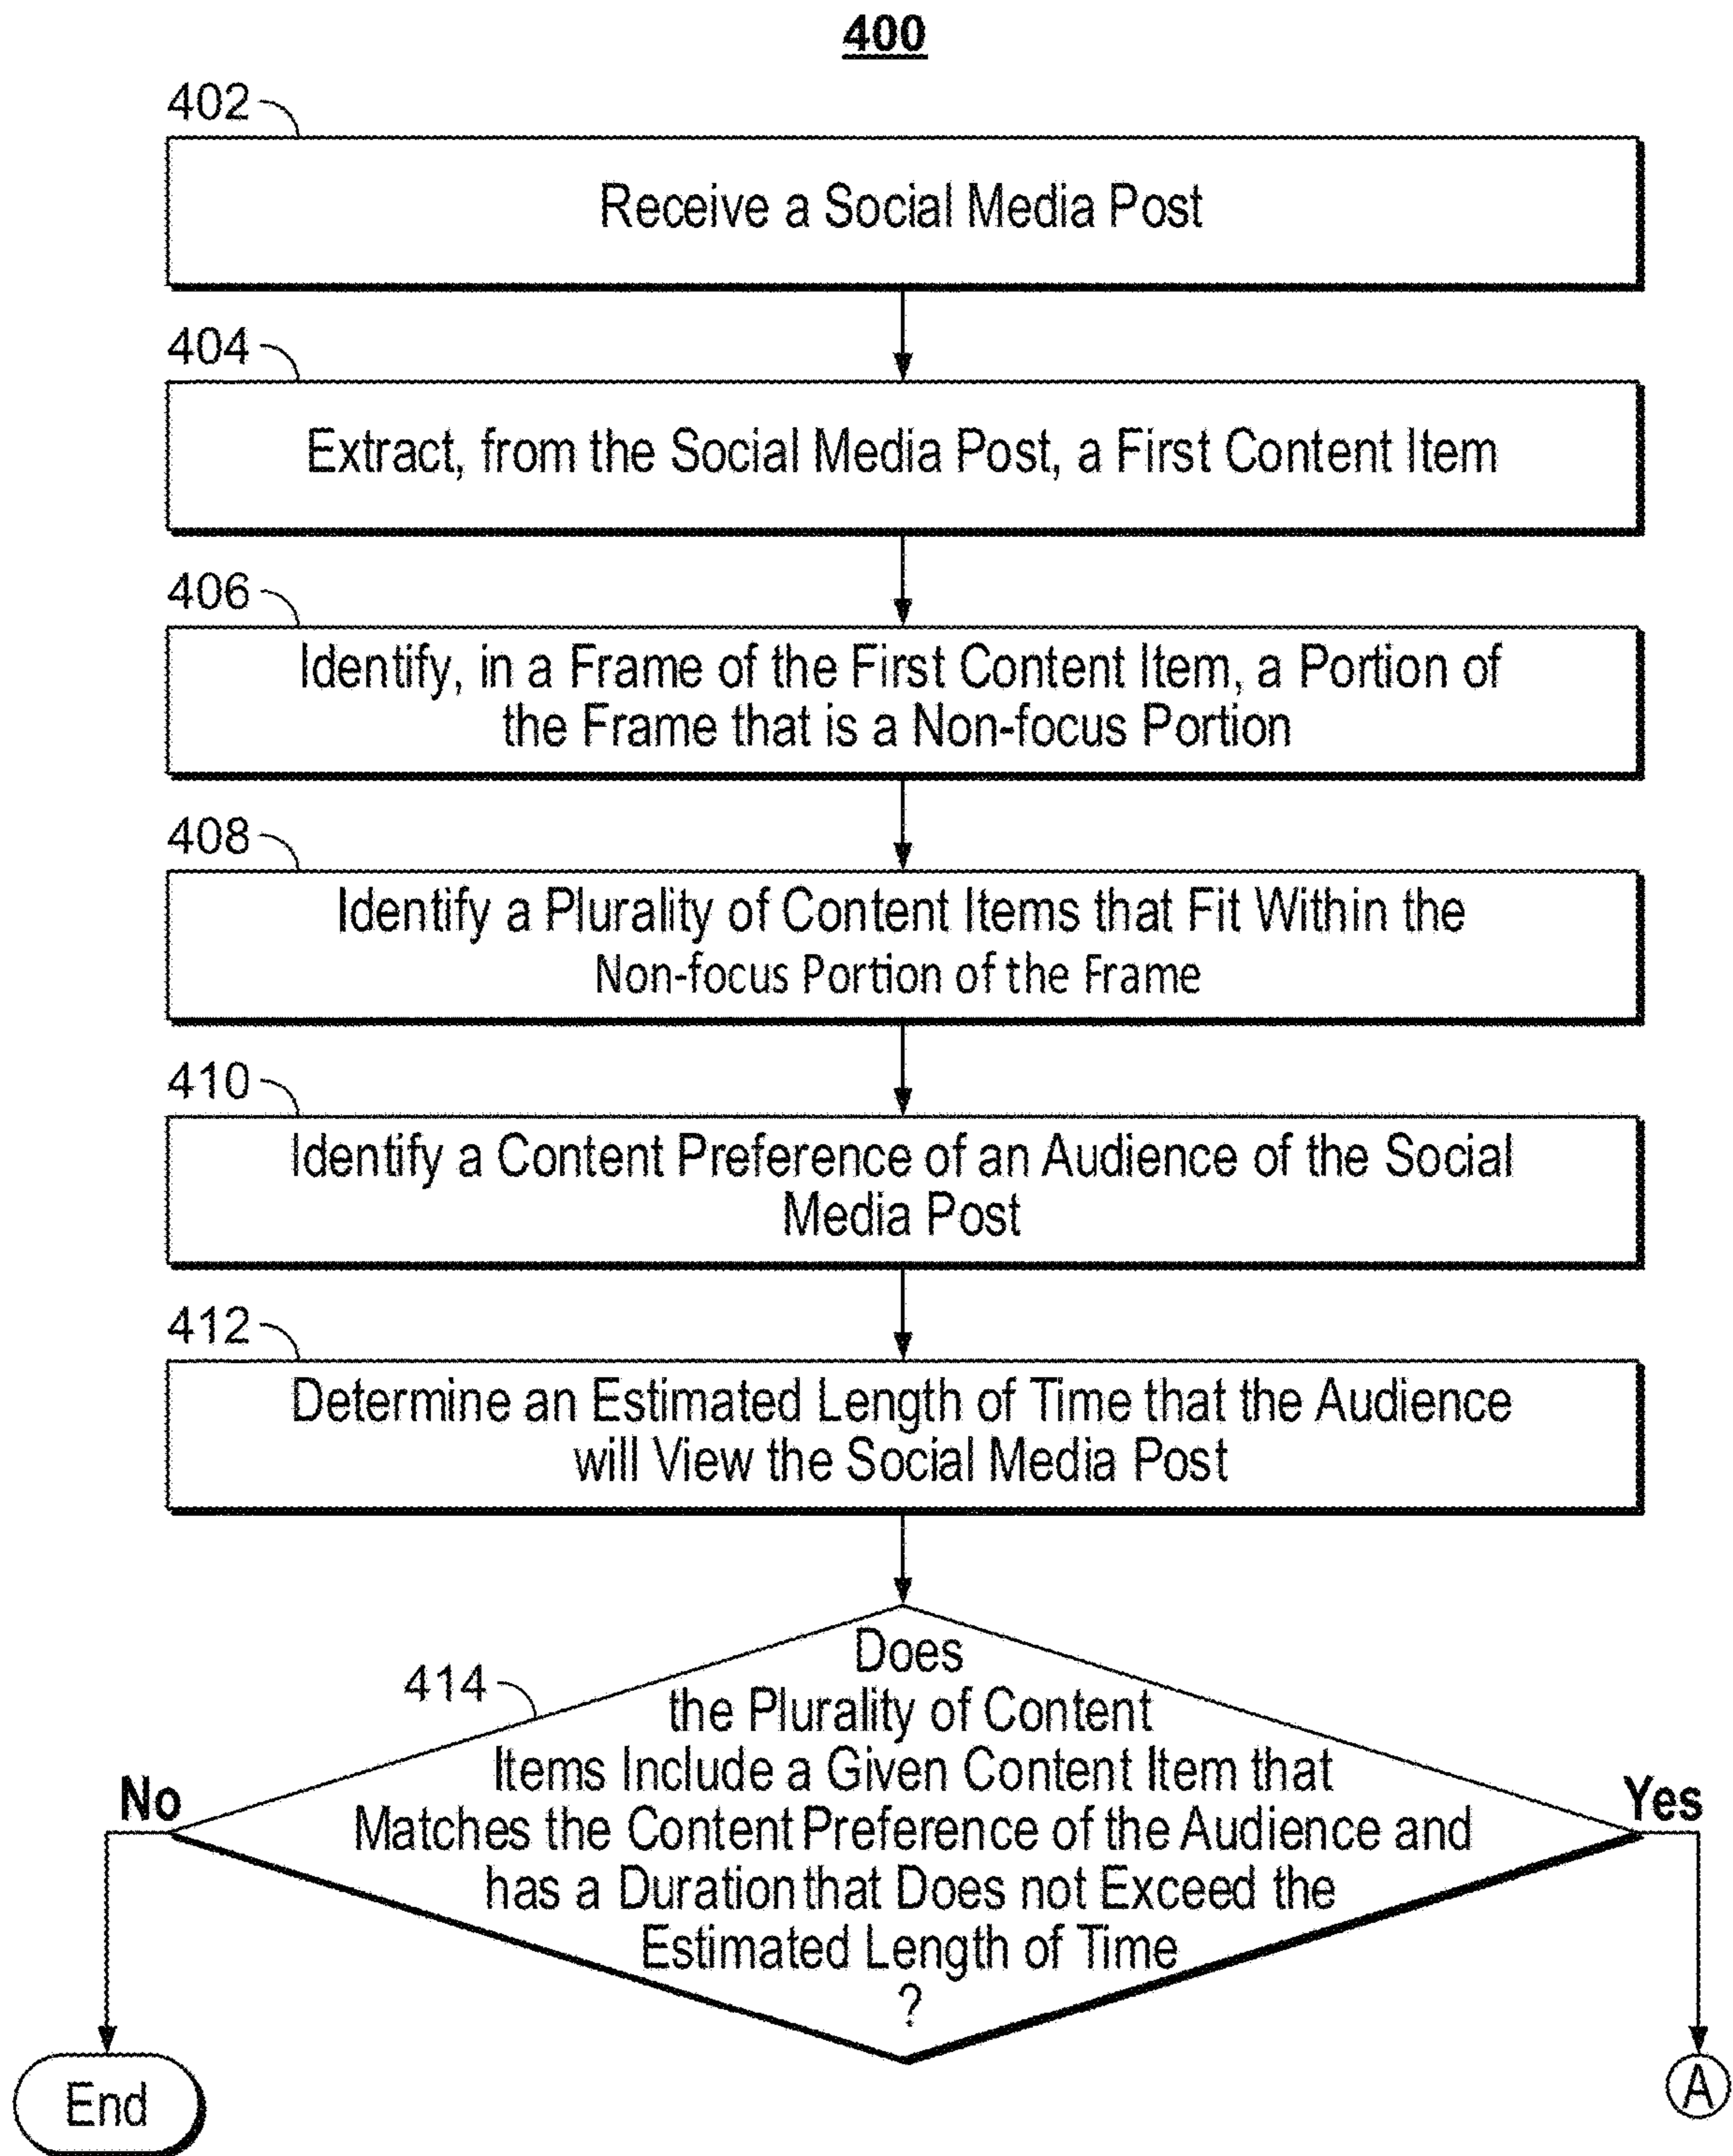 400
402
Receive a Social Media Post
404
Extract, from the Social Media Post, a First Content Item
406
Identify, in a Frame of the First Content Item, a Portion of
the Frame that is a Non-focus Portion
408
Identify a Plurality of Content Items that Fit Within the
Non-focus Portion of the Frame
410
Identify a Content Preference of an Audience of the Social
Media Post
412
Determine an Estimated Length of Time that the Audience
will View the Social Media Post
414
Does
the Plurality of Content
Items Include a Given Content Item that
Matches the Content Preference of the Audience and
has a Duration that Does not Exceed the
Estimated Length of Time
?
No
Yes
End
A